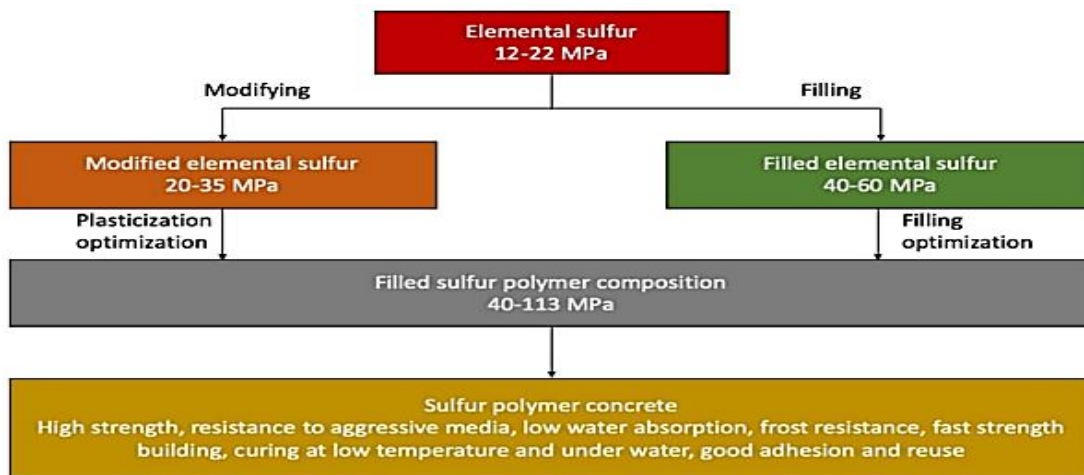 Elemental sulfur
12-22 MPa
Modifying
Filling
Modified elemental sulfur
20-35 MPa
Filled elemental sulfur
40-60 MPa
Plasticization
optimization
Filling
optimization
Filled sulfur polymer composition
40-113 MPa
Sulfur polymer concrete
High strength, resistance to aggressive media, low water absorption, frost resistance, fast strength
building, curing at low temperature and under water, good adhesion and reuse